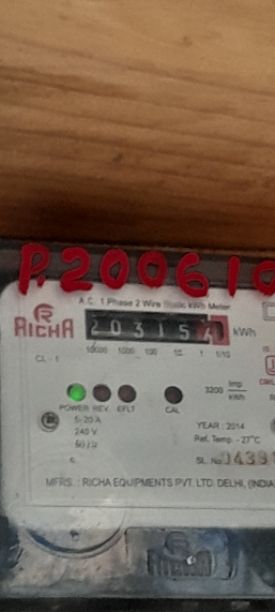 P.200610
A.C. 1 Phase 2 Wire Static kWh Meter
RICHA
20315 kWh
10000 1000 100 10 1 1/10
CL - 1
3200 Imp
kWh
POWER REV. EFLT CAL
5-20 A
240 V
50 Hz
YEAR : 2014
Ref. Temp. - 27°C
SL. No.
MFRS. : RICHA EQUIPMENTS PVT. LTD. DELHI, (INDIA
RICHA